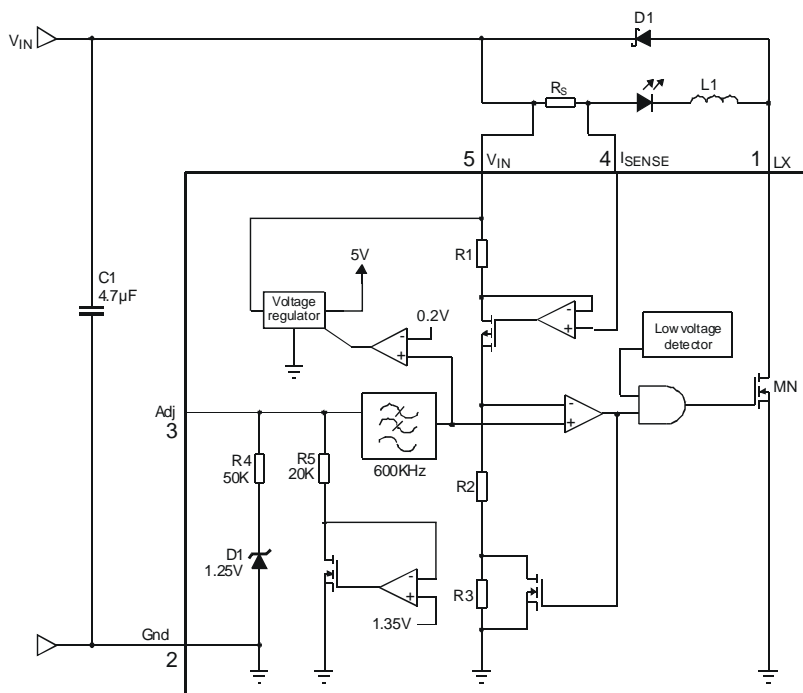 D1
VIN
RS
L1
5 VIN
4 ISENSE
1 LX
R1
5V
C1
4.7µF
Voltage
regulator
0.2V
Low voltage
detector
MN
Adj
3
R4
50K
R5
20K
600KHz
R2
D1
1.25V
R3
1.35V
Gnd
2
- 
+
-
+
-
+
-
+